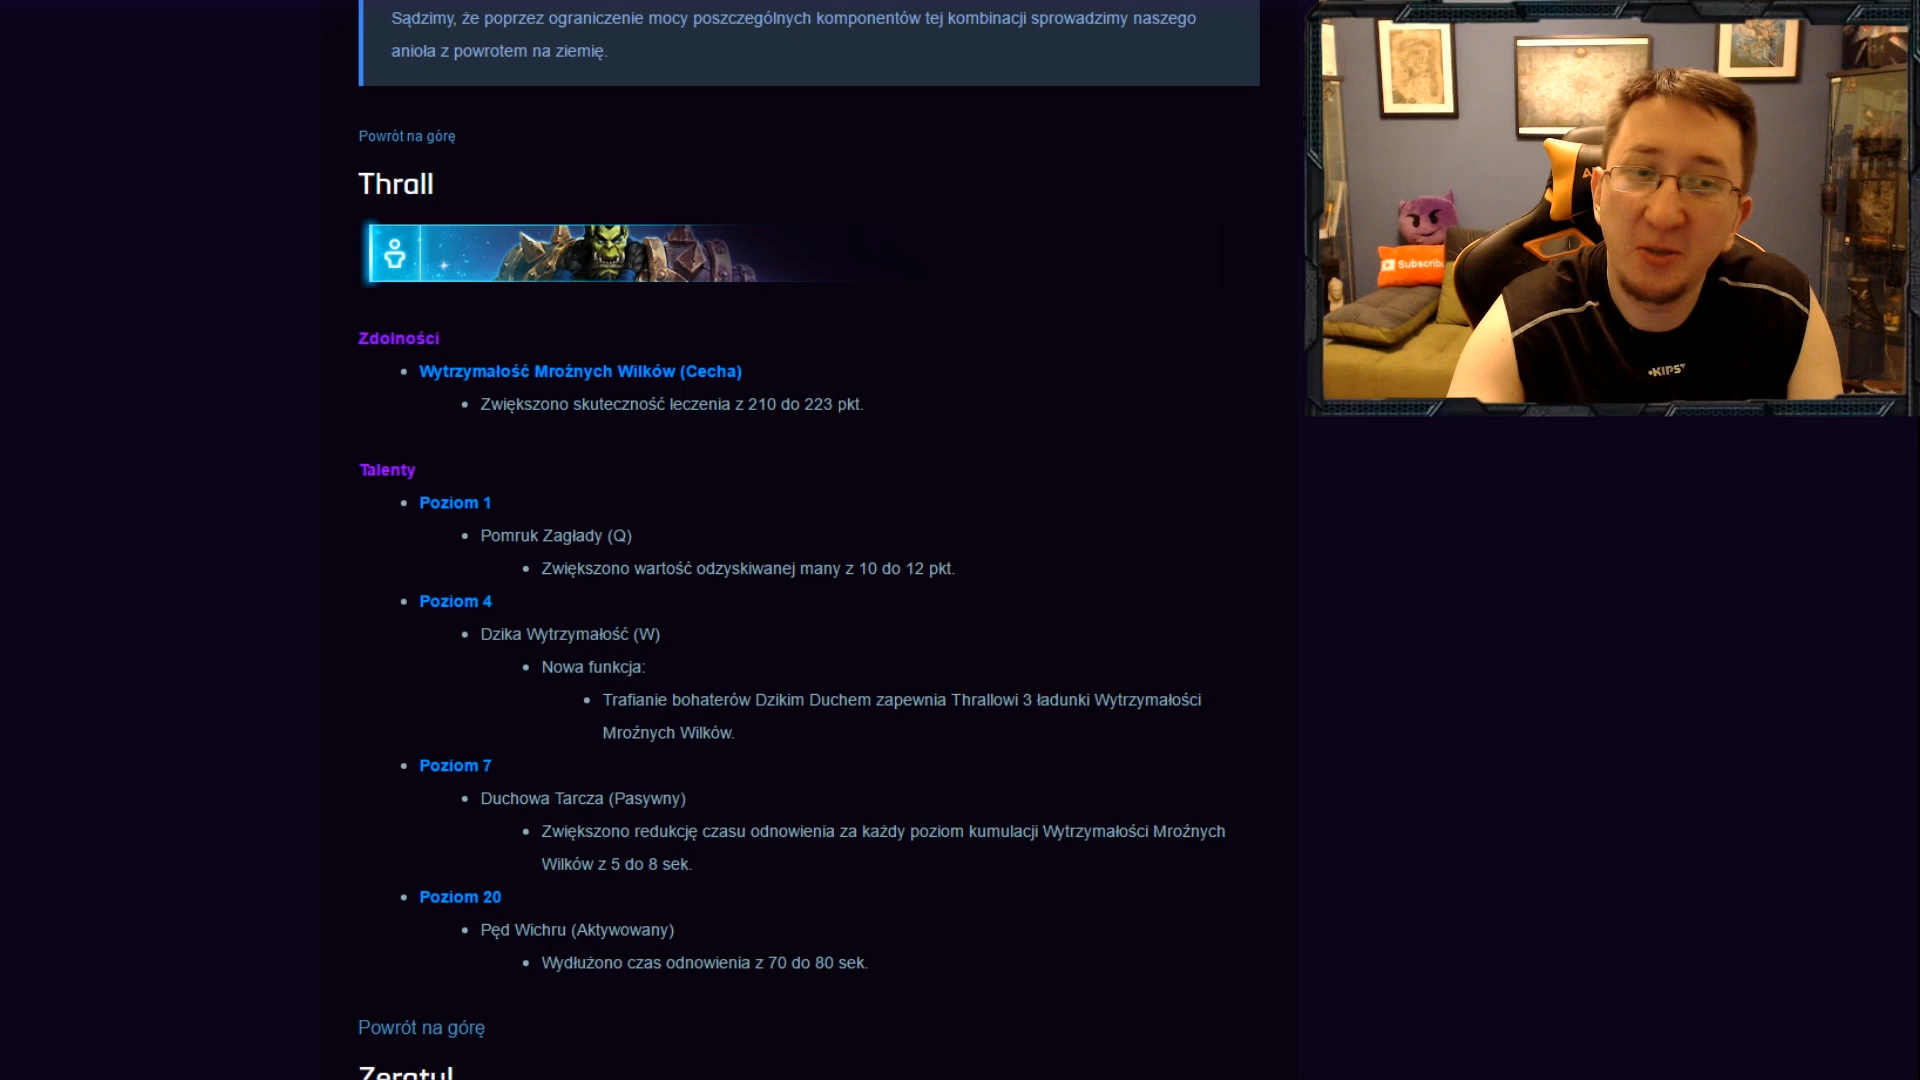 Sądzimy, że poprzez ograniczenie mocy poszczególnych komponentów tej kombinacji sprowadzimy naszego
anioła z powrotem na ziemię.
Powrót na górę
Thrall
Zdolności
Wytrzymałość Mroźnych Wilków (Cecha)
Zwiększono skuteczność leczenia z 210 do 223 pkt.
Talenty
Poziom 1
Pomruk Zagłady (Q)
Zwiększono wartość odzyskiwanej many z 10 do 12 pkt.
Poziom 4
Dzika Wytrzymałość (W)
Nowa funkcja:
Trafianie bohaterów Dzikim Duchem zapewnia Thrallowi 3 ładunki Wytrzymałości
Mroźnych Wilków.
Poziom 7
Duchowa Tarcza (Pasywny)
Zwiększono redukcję czasu odnowienia za każdy poziom kumulacji Wytrzymałości Mroźnych
Wilków z 5 do 8 sek.
Poziom 20
Pęd Wichru (Aktywowany)
Wydłużono czas odnowienia z 70 do 80 sek.
Powrót na górę
Zeratul
Subscrib
KIPST